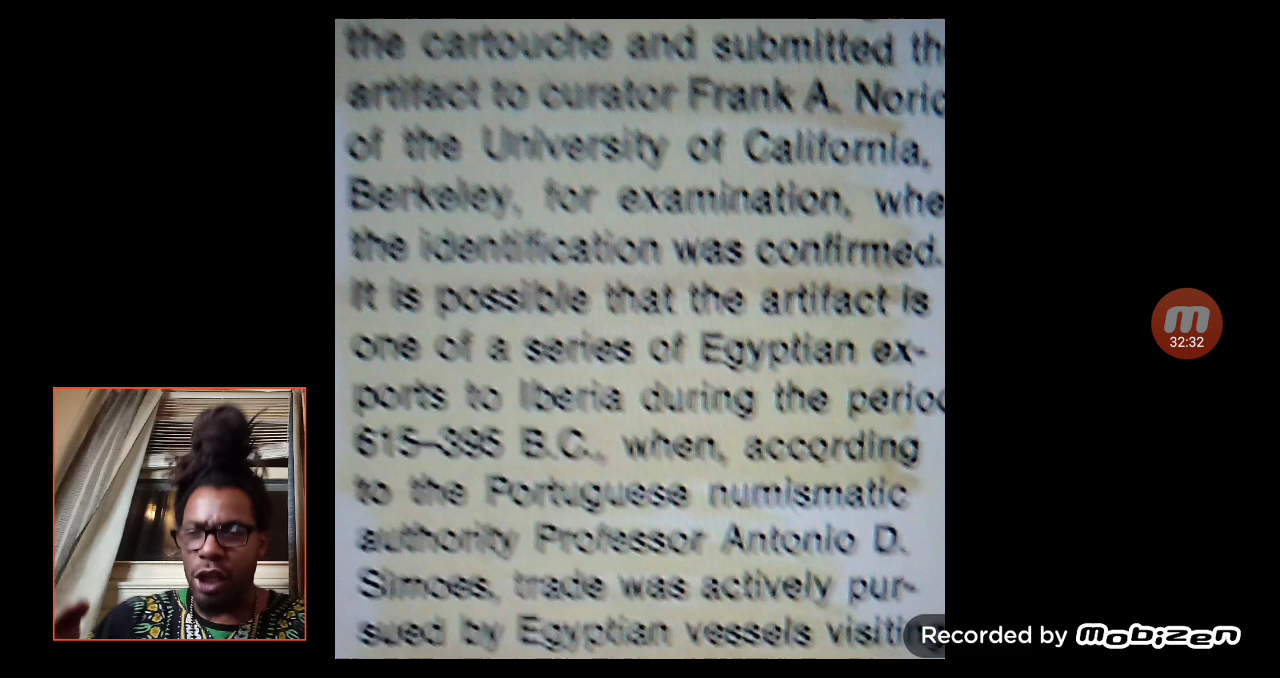 the cartouche and submitted th
artifact to curator Frank A. Noric
of the University of California,
Berkeley, for examination, whe
the identification was confirmed.
It is possible that the artifact is
one of a series of Egyptian ex-
ports to Iberia during the perioc
615–395 B.C., when, according
to the Portuguese numismatic
authority Professor Antonio D.
Simoes, trade was actively pur-
sued by Egyptian vessels visiting
32:32
Recorded by mobizen